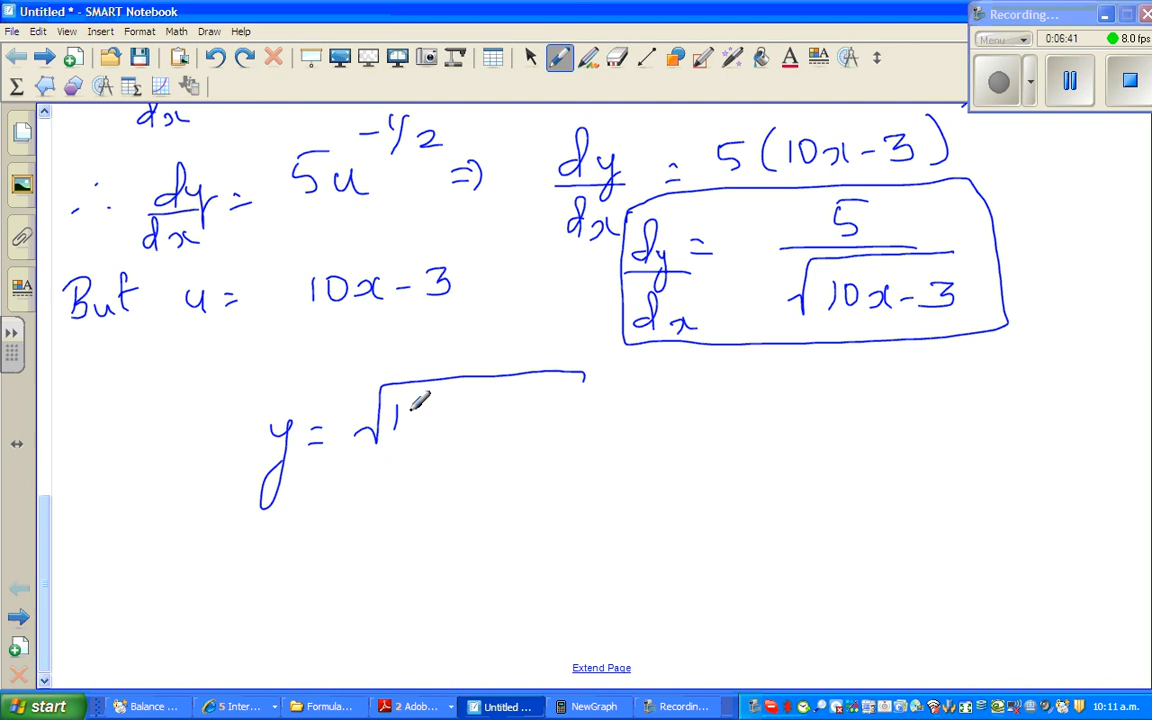 Untitled * - SMART Notebook
Recording...
File Edit View Insert Format Math Draw Help
Menu
0:06:41
8.0 fps
dx
∴ dy/dx = 5u^-1/2 ⇒ dy/dx = 5(10x-3)
dy/dx = 5/√10x-3
But u = 10x-3
y = √1
Extend Page
start
Balance ...
5 Inter...
Formula...
2 Adob...
Untitled ...
NewGraph
Recordin...
10:11 a.m.